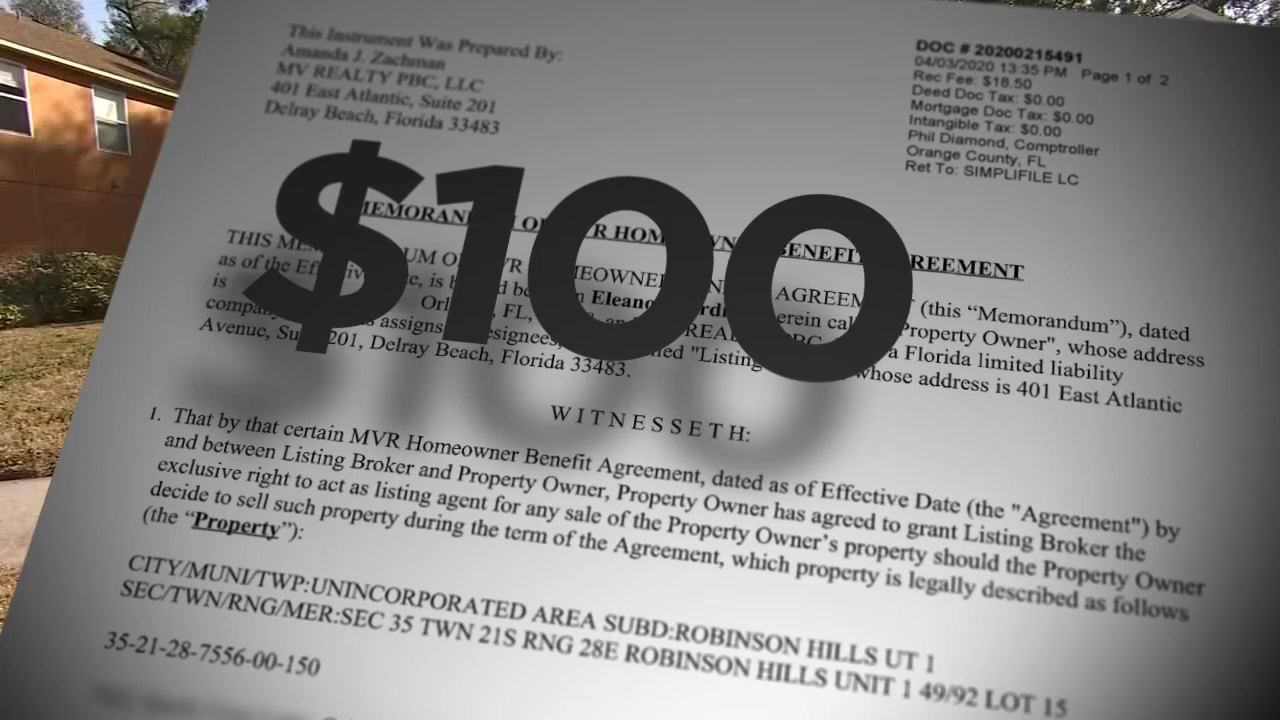 This Instrument Was Prepared By:
Amanda J. Zachman
MV REALTY PBC, LLC
401 East Atlantic, Suite 201
Delray Beach, Florida 33483
DOC # 20200215491
04/03/2020 13:35 PM Page 1 of 2
Rec Fee: $18.50
Deed Doc Tax: $0.00
Mortgage Doc Tax: $0.00
Intangible Tax: $0.00
Phil Diamond, Comptroller
Orange County, FL
Ret To: SIMPLIFILE LC
$100
BENEFIT
THIS AGREEMENT (this “Memorandum”), dated
as of the is Property Owner", whose address
is FL, a Florida limited liability
assigns "Listing whose address is 401 East Atlantic
Avenue, 201, Delray Beach, Florida 33483.
WITNESSETH:
1. That by that certain MVR Homeowner Benefit Agreement, dated as of Effective Date (the "Agreement") by
and between Listing Broker and Property Owner, Property Owner has agreed to grant Listing Broker the
exclusive right to act as listing agent for any sale of the Property Owner’s property should the Property Owner
decide to sell such property during the term of the Agreement, which property is legally described as follows
(the “Property”):
CITY/MUNI/TWP:UNINCORPORATED AREA SUBD:ROBINSON HILLS UT 1
SEC/TWN/RNG/MER:SEC 35 TWN 21S RNG 28E ROBINSON HILLS UNIT 1 49/92 LOT 15
35-21-28-7556-00-150